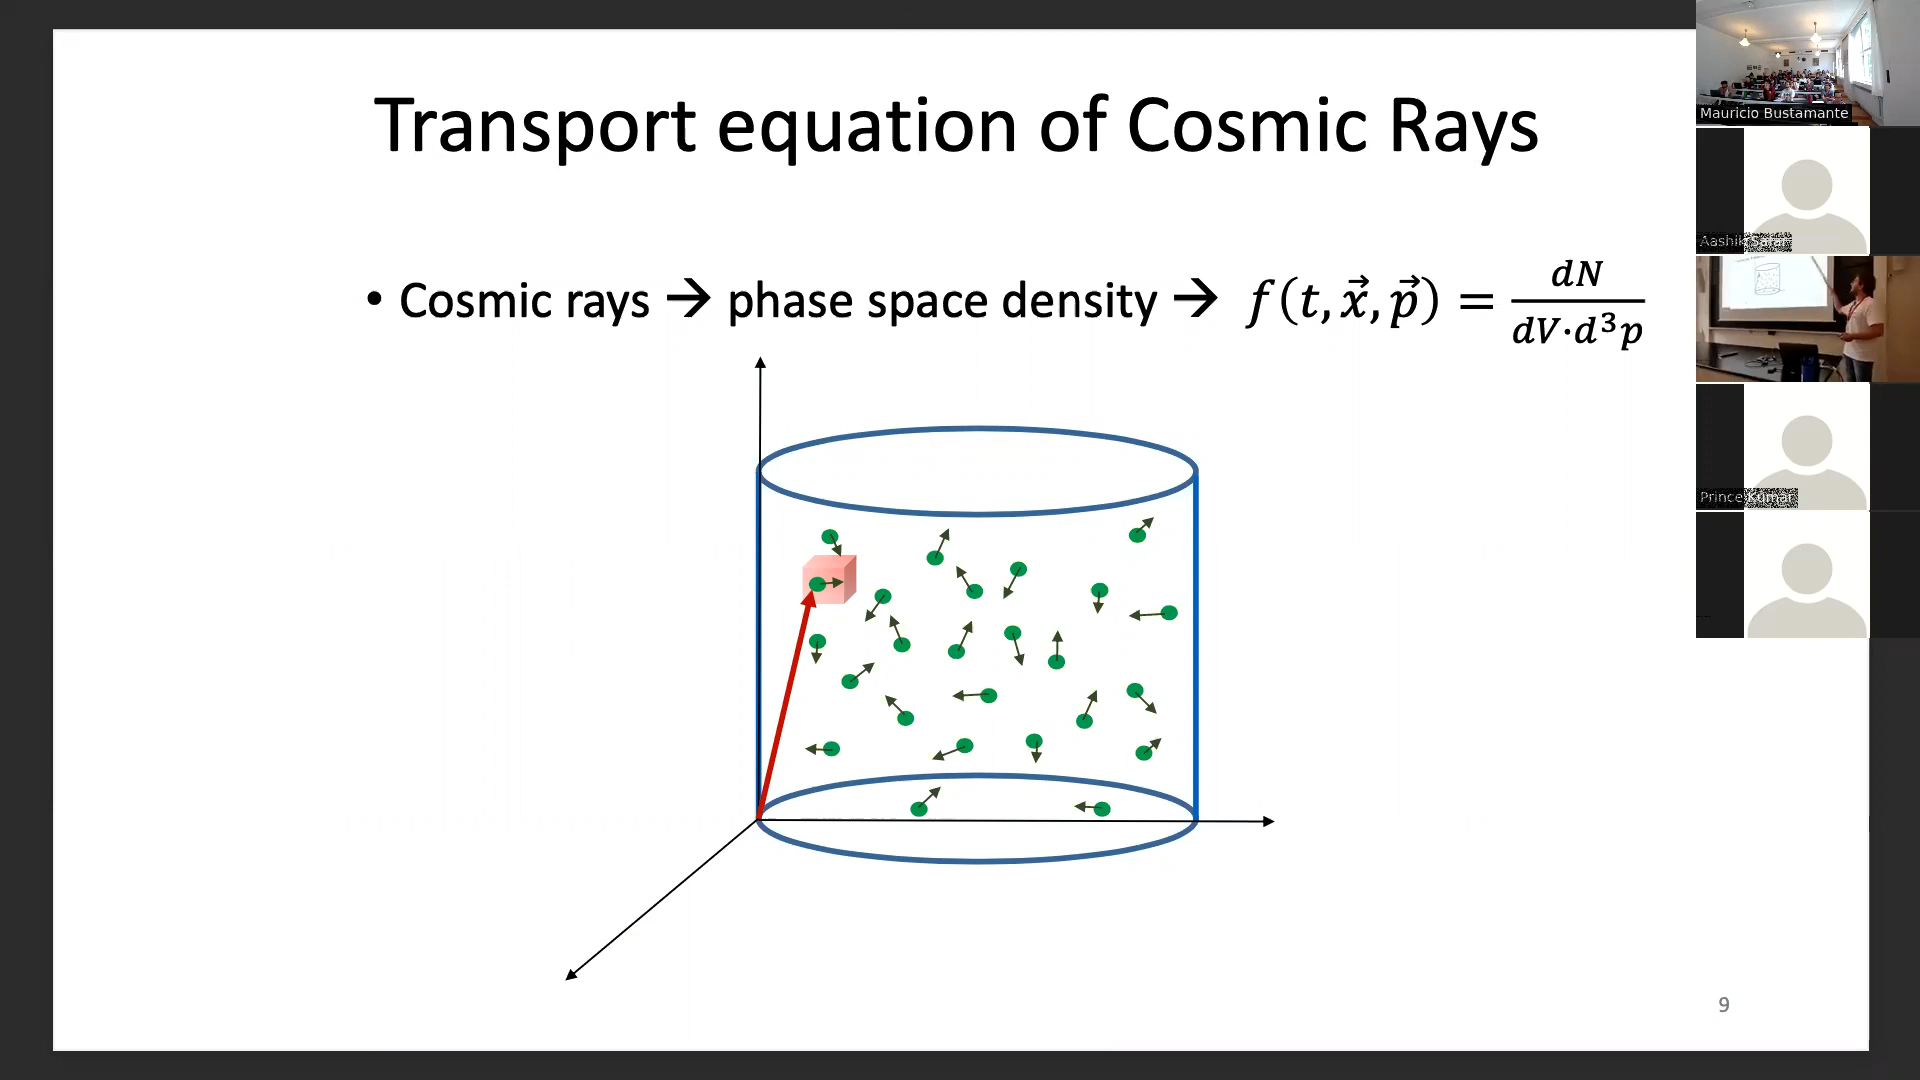 Transport equation of Cosmic Rays
• Cosmic rays → phase space density → f(t, x⃗, p⃗) = dN / dV·d³p
9
Mauricio Bustamante
Aashik
Prince Kumar